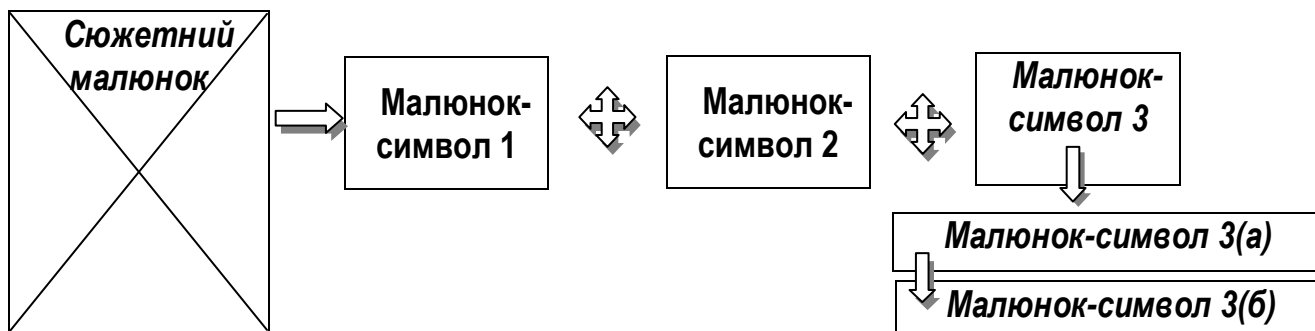 Сюжетний
малюнок
Малюнок-
символ 1
Малюнок-
символ 2
Малюнок-
символ 3
Малюнок-символ 3(а)
Малюнок-символ 3(б)